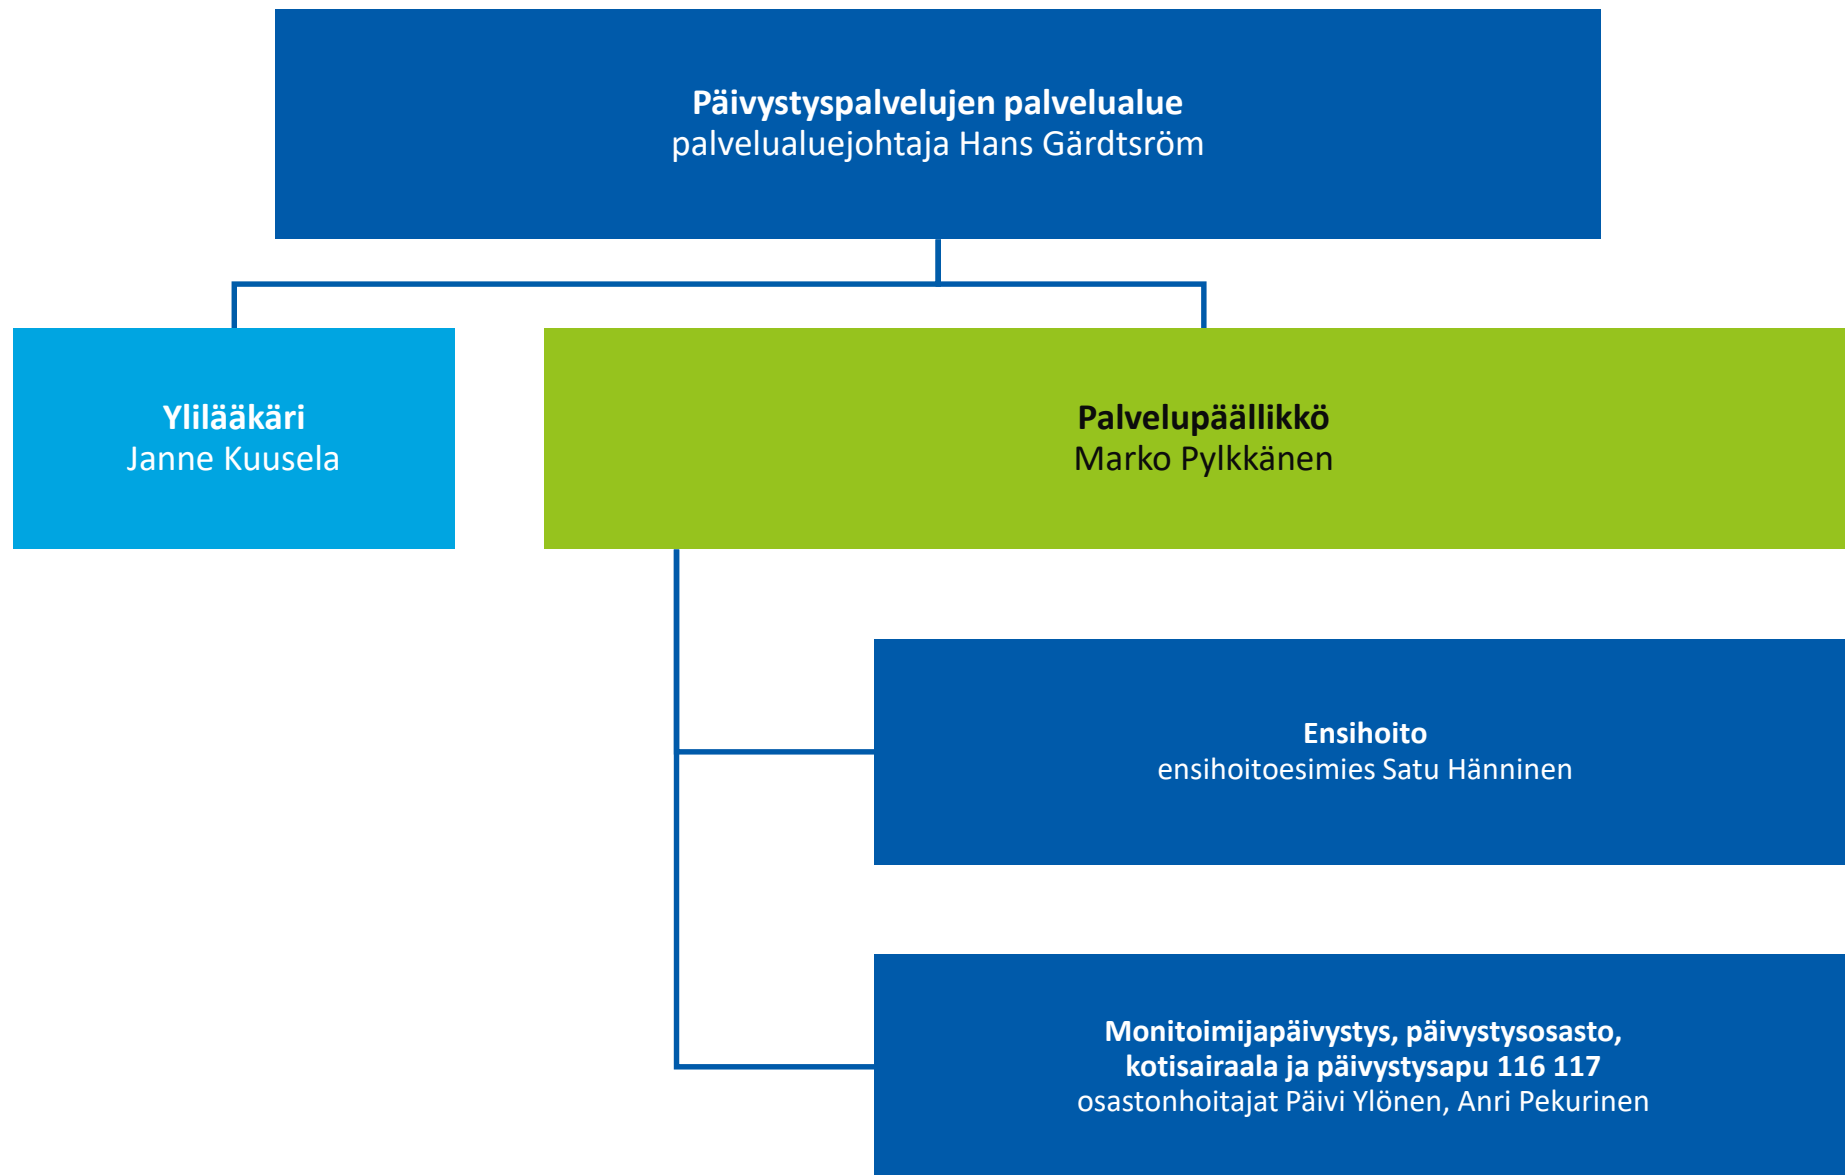 Päivystyspalvelujen palvelualue
palvelualuejohtaja Hans Gärdtsröm
Ylilääkäri
Janne Kuusela
Palvelupäällikkö
Marko Pylkkänen
Ensihoito
ensihoitoesimies Satu Hänninen
Monitoimijapäivystys, päivystysosasto,
kotisairaala ja päivystysapu 116 117
osastonhoitajat Päivi Ylönen, Anri Pekurinen